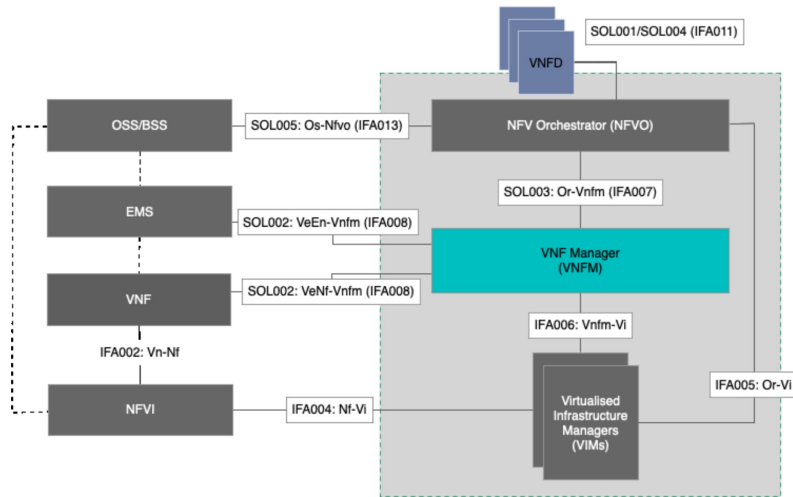 SOL001/SOL004 (IFA011)
VNFD
OSS/BSS
SOL005: Os-Nfvo (IFA013)
NFV Orchestrator (NFVO)
SOL003: Or-Vnfm (IFA007)
EMS
SOL002: VeEn-Vnfm (IFA008)
VNF Manager
(VNFM)
VNF
SOL002: VeNf-Vnfm (IFA008)
IFA006: Vnfm-Vi
IFA002: Vn-Nf
IFA005: Or-Vi
NFVI
IFA004: Nf-Vi
Virtualised
Infrastructure
Managers
(VIMs)